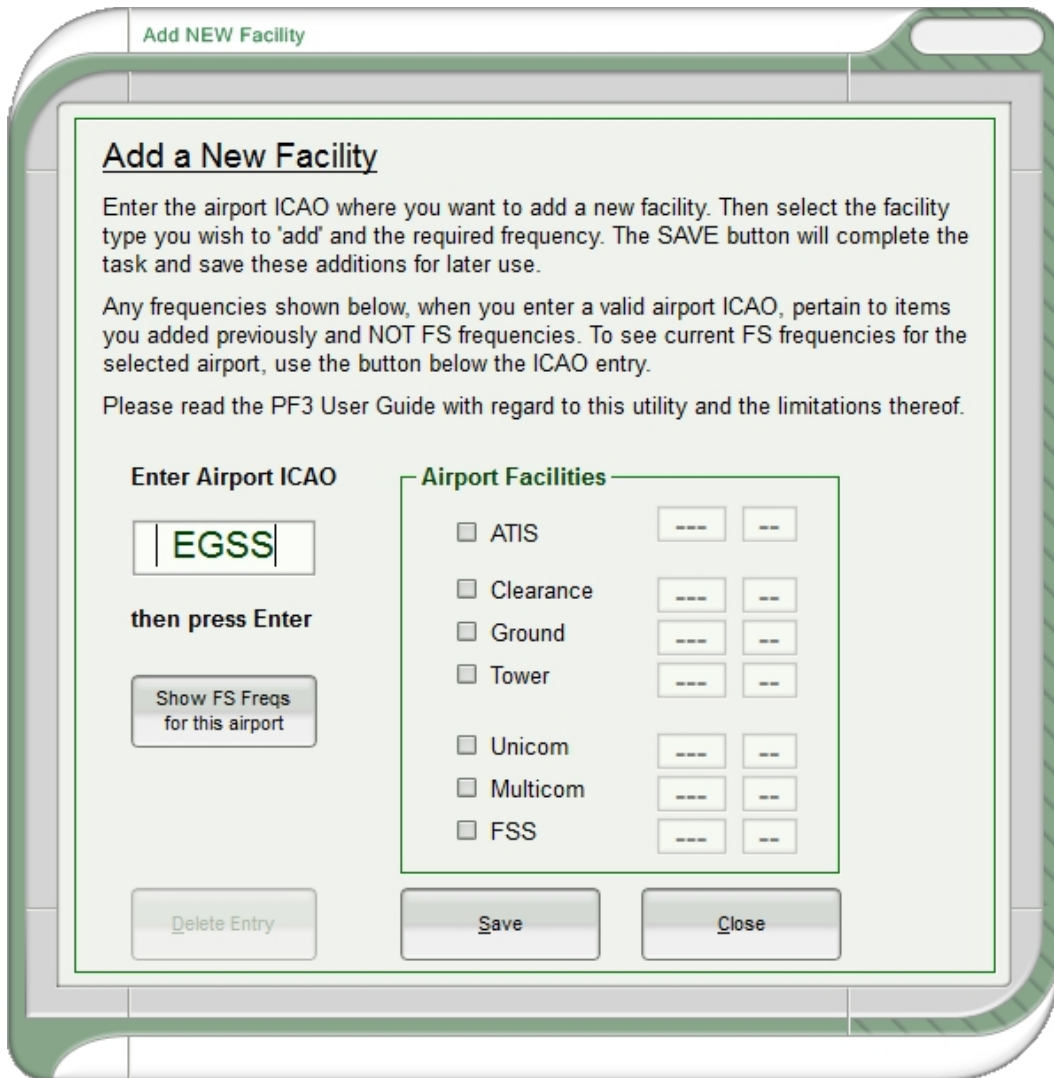 Add NEW Facility
Add a New Facility
Enter the airport ICAO where you want to add a new facility. Then select the facility
type you wish to 'add' and the required frequency. The SAVE button will complete the
task and save these additions for later use.
Any frequencies shown below, when you enter a valid airport ICAO, pertain to items
you added previously and NOT FS frequencies. To see current FS frequencies for the
selected airport, use the button below the ICAO entry.
Please read the PF3 User Guide with regard to this utility and the limitations thereof.
Enter Airport ICAO
EGSS
then press Enter
Show FS Freqs
for this airport
Airport Facilities
ATIS --- --
Clearance --- --
Ground --- --
Tower --- --
Unicom --- --
Multicom --- --
FSS --- --
Delete Entry
Save
Close